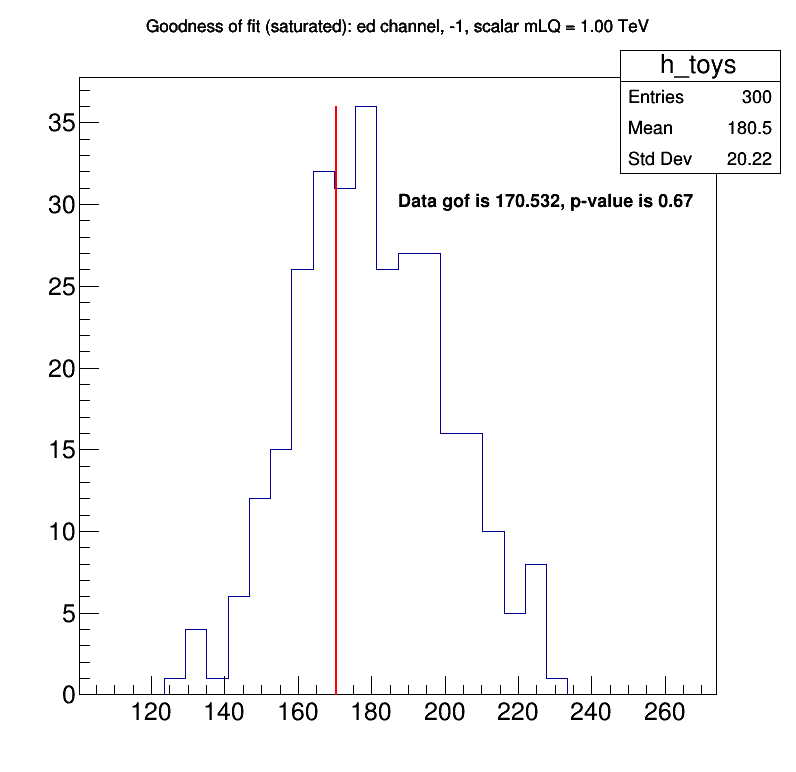 Goodness of fit (saturated): ed channel, -1, scalar mLQ = 1.00 TeV
h_toys
Entries 300
Mean 180.5
Std Dev 20.22
Data gof is 170.532, p-value is 0.67
35
30
25
20
15
10
5
0
120 140 160 180 200 220 240 260